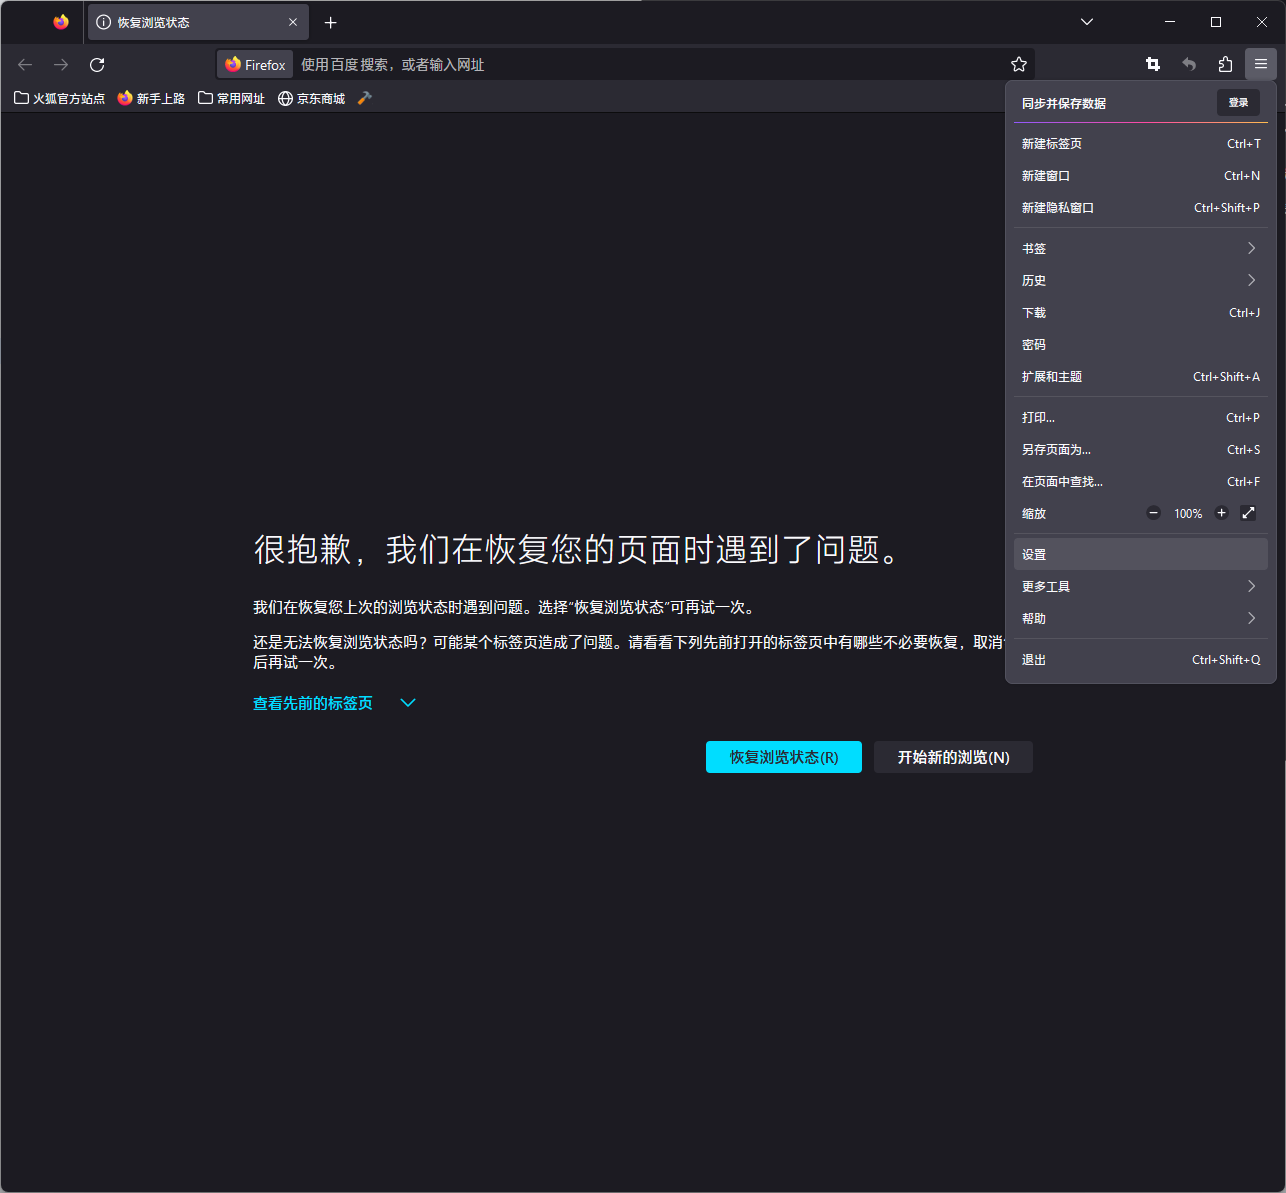 恢复浏览状态
Firefox
使用百度搜索，或者输入网址
火狐官方站点
新手上路
常用网址
京东商城
同步并保存数据
登录
新建标签页 Ctrl+T
新建窗口 Ctrl+N
新建隐私窗口 Ctrl+Shift+P
书签
历史
下载 Ctrl+J
密码
扩展和主题 Ctrl+Shift+A
打印... Ctrl+P
另存页面为... Ctrl+S
在页面中查找... Ctrl+F
缩放 100%
设置
更多工具
帮助
退出 Ctrl+Shift+Q
很抱歉，我们在恢复您的页面时遇到了问题。
我们在恢复您上次的浏览状态时遇到问题。选择“恢复浏览状态”可再试一次。
还是无法恢复浏览状态吗？可能某个标签页造成了问题。请看看下列先前打开的标签页中有哪些不必要恢复，取消
后再试一次。
查看先前的标签页
恢复浏览状态(R)
开始新的浏览(N)